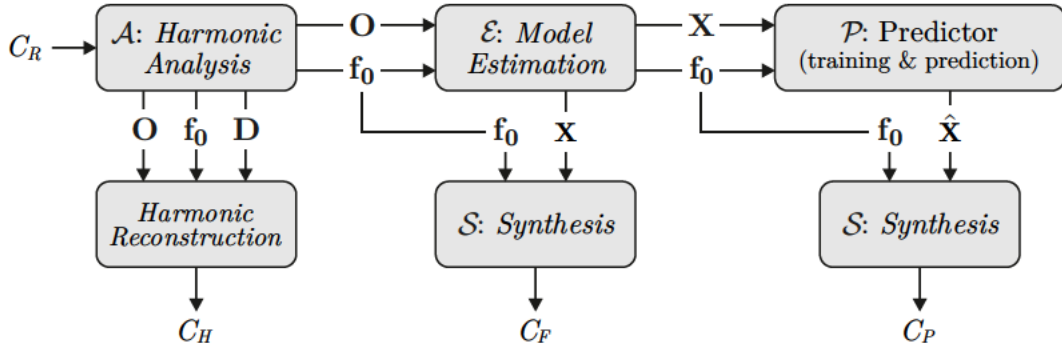 C_R
𝒜: Harmonic
Analysis
O
f₀
ℰ: Model
Estimation
X
f₀
𝒫: Predictor
(training & prediction)
O f₀ D
f₀ X
f₀ X̂
Harmonic
Reconstruction
𝒮: Synthesis
𝒮: Synthesis
C_H
C_F
C_P